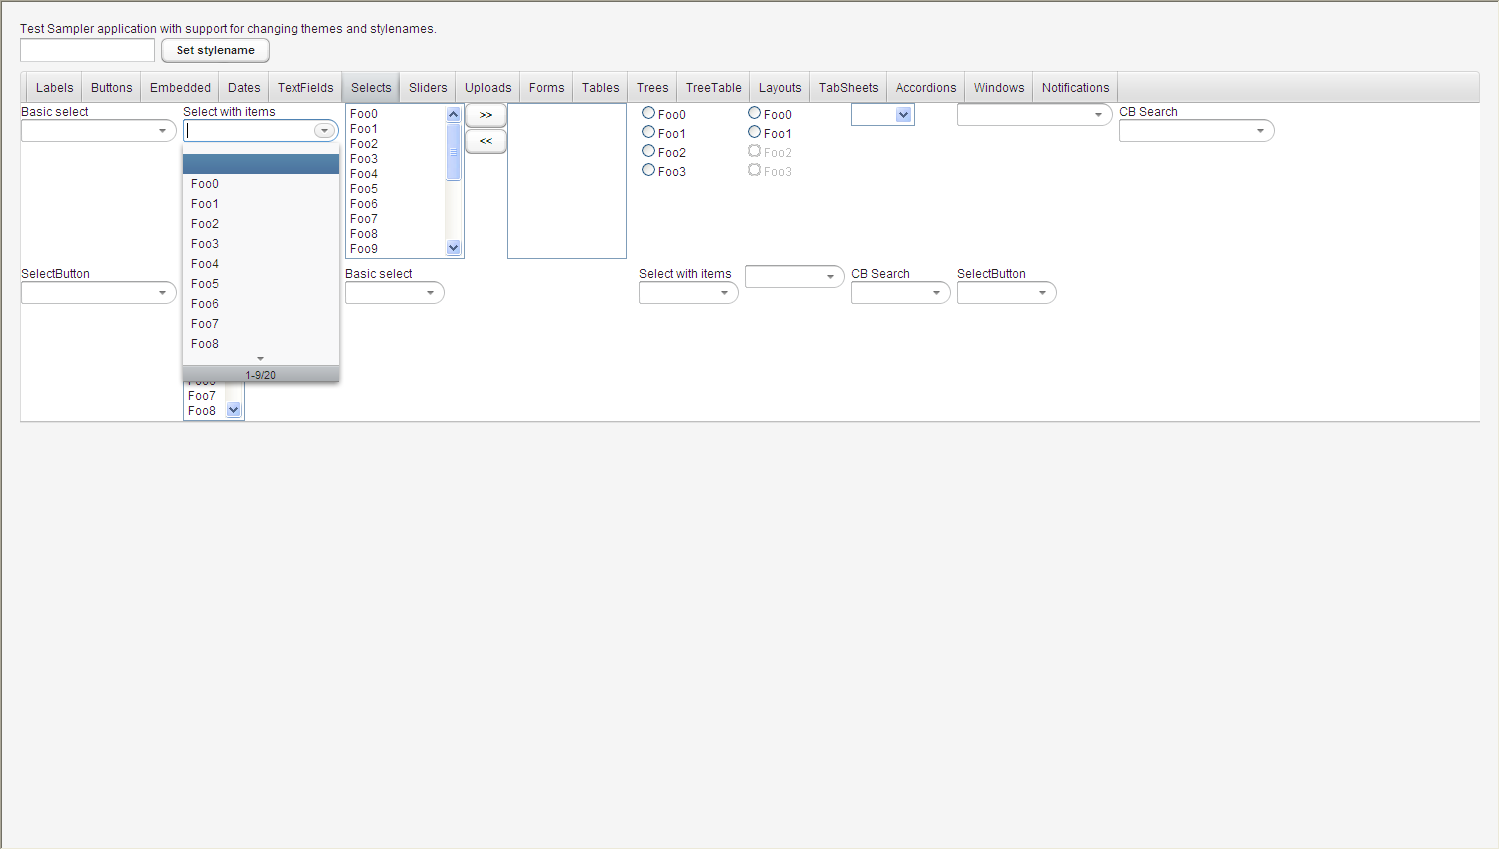 Test Sampler application with support for changing themes and stylenames.
Set stylename
Labels Buttons Embedded Dates TextFields Selects Sliders Uploads Forms Tables Trees TreeTable Layouts TabSheets Accordions Windows Notifications
Basic select
Select with items
Foo0
Foo1
Foo2
Foo3
Foo4
Foo5
Foo6
Foo7
Foo8
1-9/20
Foo0
Foo1
Foo2
Foo3
Foo4
Foo5
Foo6
Foo7
Foo8
Foo9
>>
<<
Foo0
Foo1
Foo2
Foo3
Foo0
Foo1
Foo2
Foo3
CB Search
SelectButton
Foo7
Foo8
Basic select
Select with items
CB Search
SelectButton